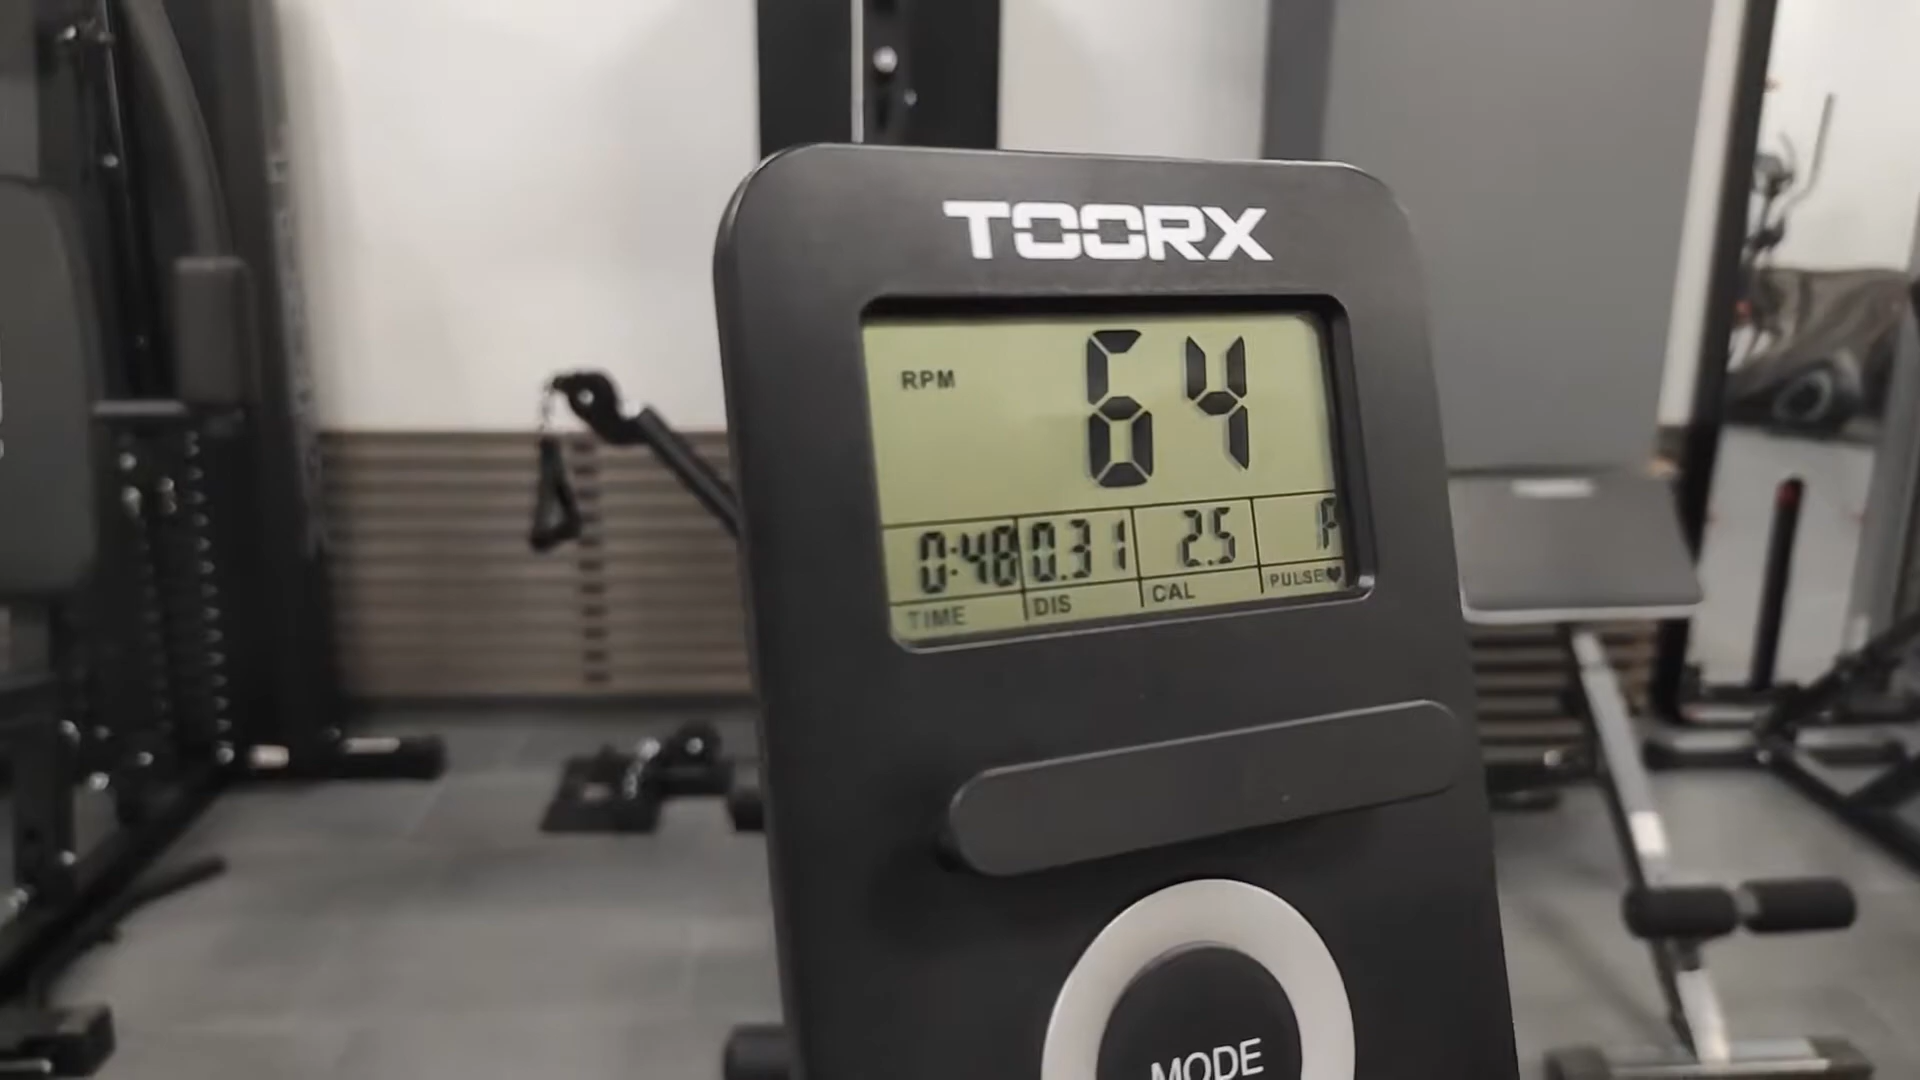 TOORX
RPM 64
0:48 0.31 2.5 P
TIME DIS CAL PULSE♥
MODE